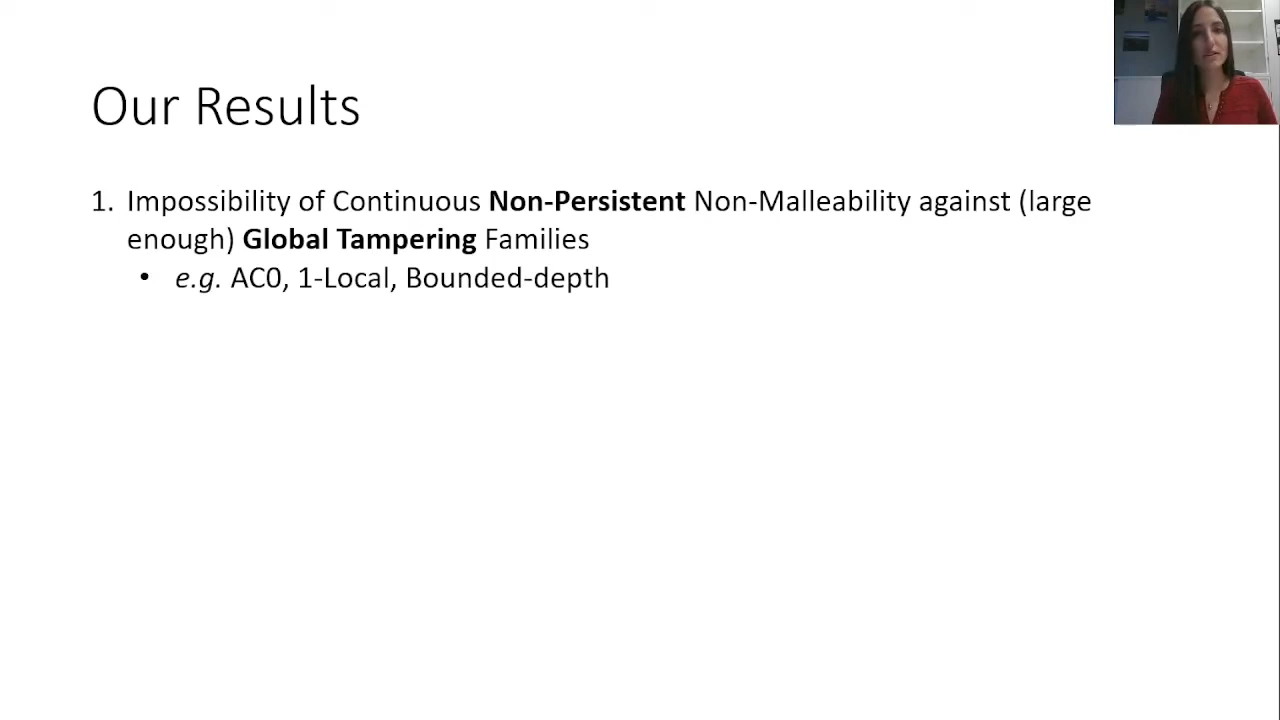 Our Results
1. Impossibility of Continuous Non-Persistent Non-Malleability against (large
enough) Global Tampering Families
• e.g. AC0, 1-Local, Bounded-depth